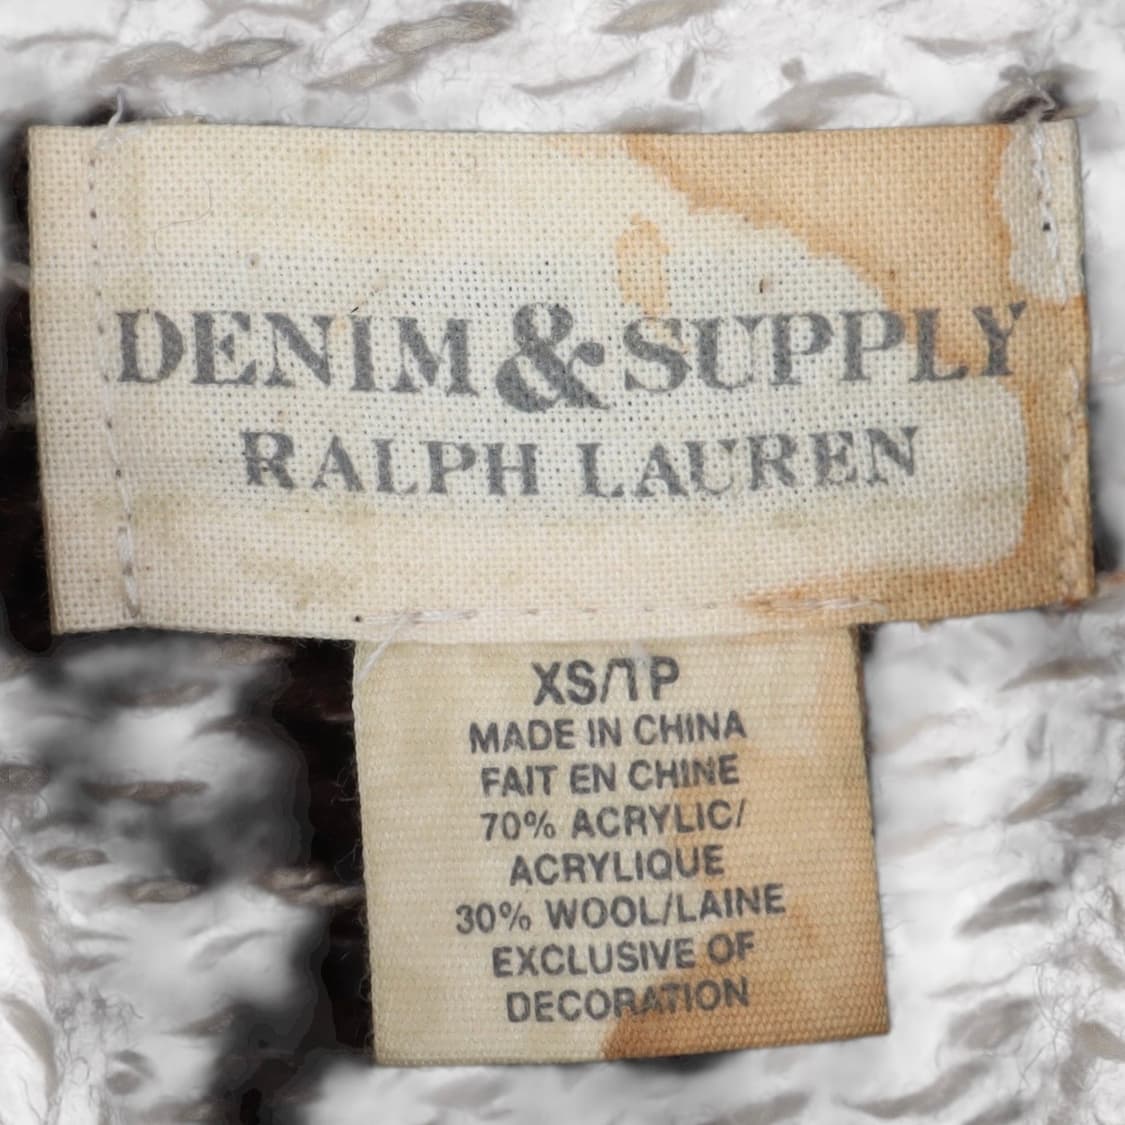 DENIM & SUPPLY
RALPH LAUREN
XS/TP
MADE IN CHINA
FAIT EN CHINE
70% ACRYLIC/
ACRYLIQUE
30% WOOL/LAINE
EXCLUSIVE OF
DECORATION